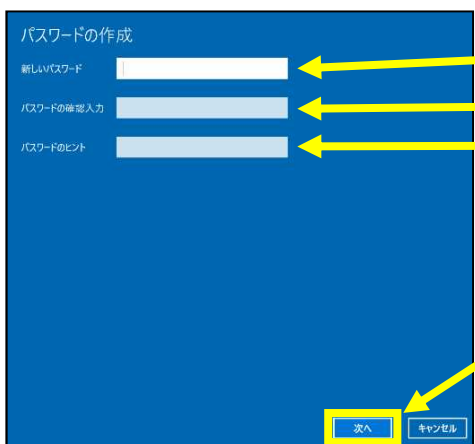 パスワードの作成
新しいパスワード
パスワードの確認入力
パスワードのヒント
次へ
キャンセル